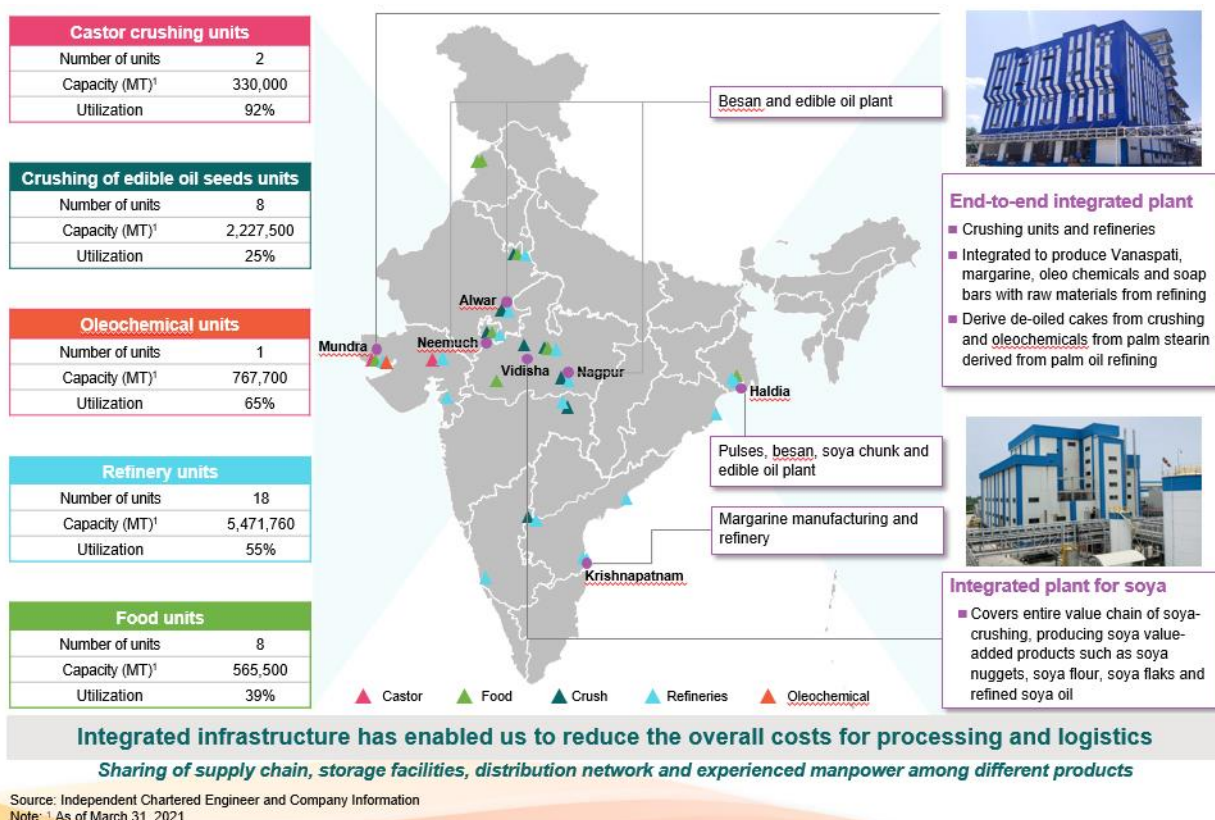 Castor crushing units
Number of units 2
Capacity (MT)¹ 330,000
Utilization 92%
Crushing of edible oil seeds units
Number of units 8
Capacity (MT)¹ 2,227,500
Utilization 25%
Oleochemical units
Number of units 1
Capacity (MT)¹ 767,700
Utilization 65%
Refinery units
Number of units 18
Capacity (MT)¹ 5,471,760
Utilization 55%
Food units
Number of units 8
Capacity (MT)¹ 565,500
Utilization 39%
Besan and edible oil plant
Alwar
Mundra
Neemuch
Vidisha
Nagpur
Haldia
Pulses, besan, soya chunk and
edible oil plant
Margarine manufacturing and
refinery
Krishnapatnam
Castor Food Crush Refineries Oleochemical
End-to-end integrated plant
Crushing units and refineries
Integrated to produce Vanaspati,
margarine, oleo chemicals and soap
bars with raw materials from refining
Derive de-oiled cakes from crushing
and oleochemicals from palm stearin
derived from palm oil refining
Integrated plant for soya
Covers entire value chain of soya-
crushing, producing soya value-
added products such as soya
nuggets, soya flour, soya flaks and
refined soya oil
Integrated infrastructure has enabled us to reduce the overall costs for processing and logistics
Sharing of supply chain, storage facilities, distribution network and experienced manpower among different products
Source: Independent Chartered Engineer and Company Information
Note: ¹ As of March 31, 2021